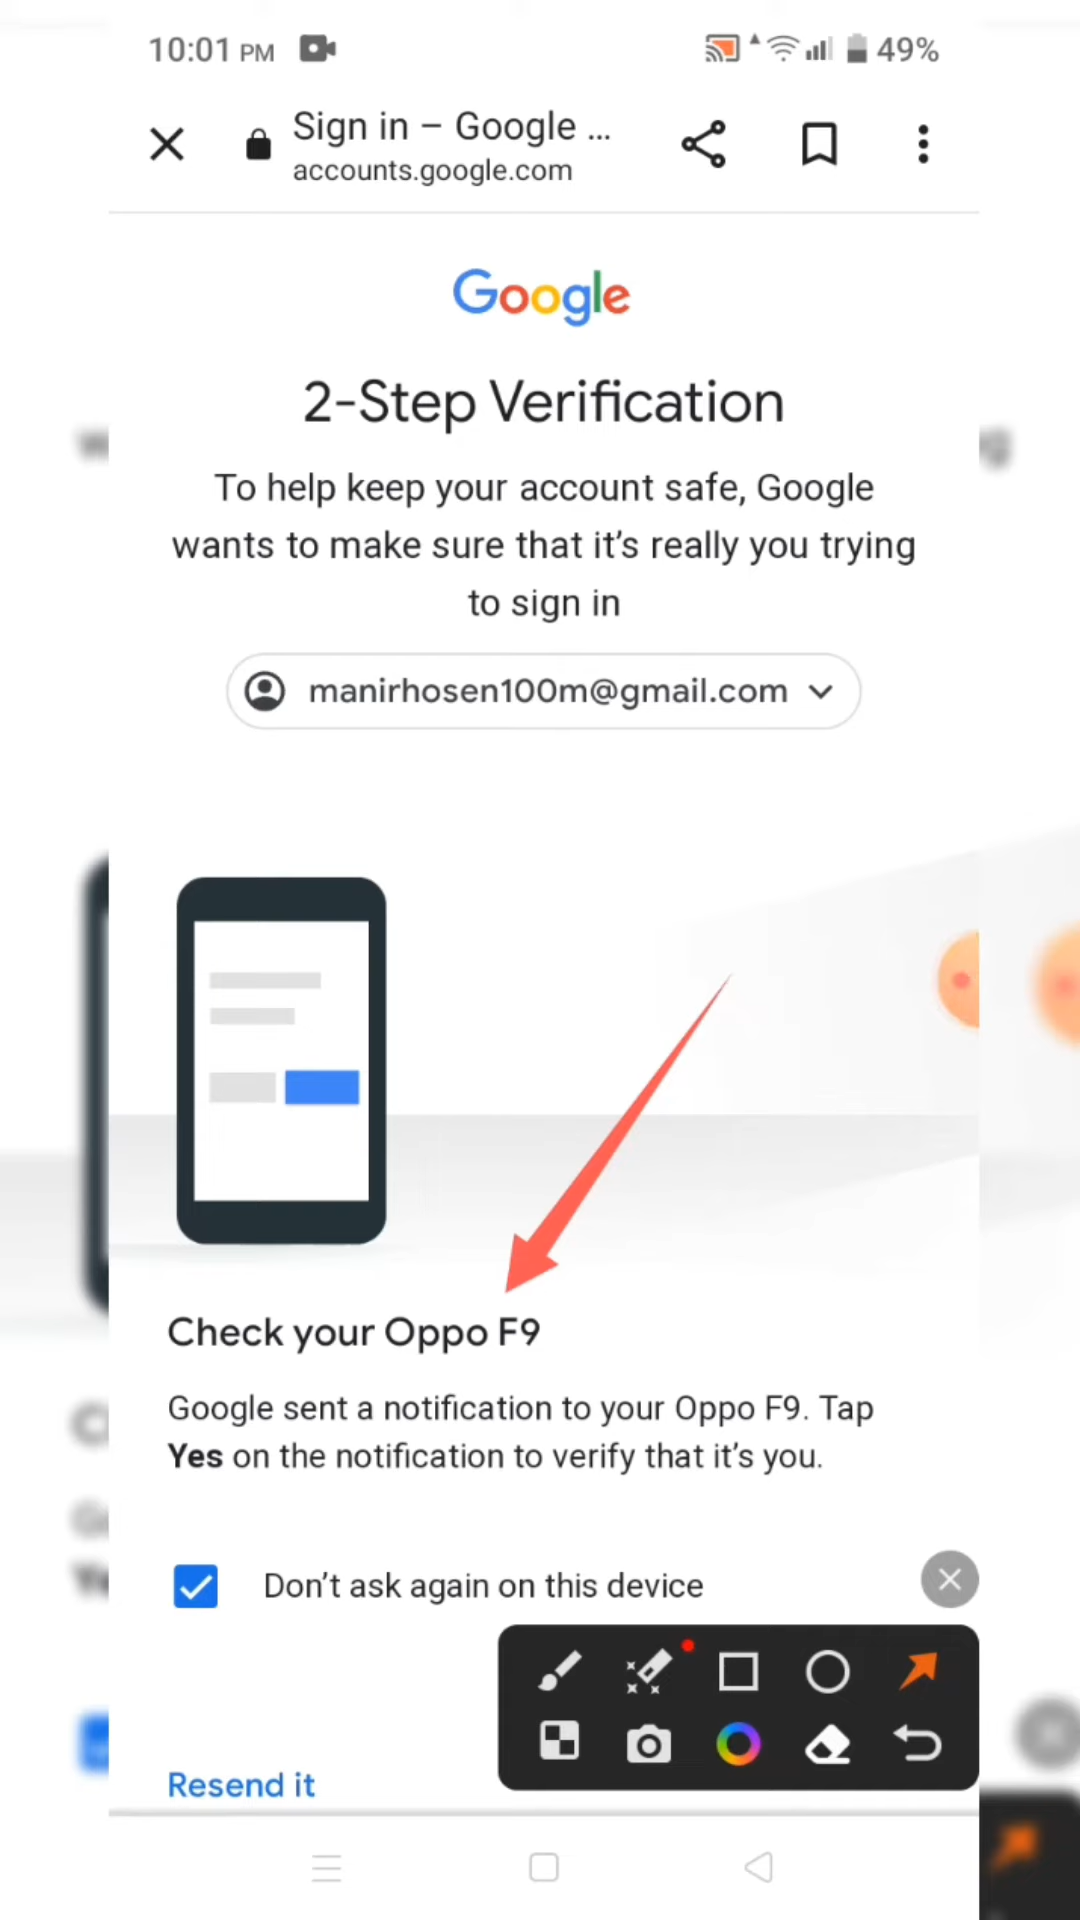 10:01 PM
49%
Sign in – Google ...
accounts.google.com
Google
2-Step Verification
To help keep your account safe, Google
wants to make sure that it's really you trying
to sign in
manirhosen100m@gmail.com
Check your Oppo F9
Google sent a notification to your Oppo F9. Tap
Yes on the notification to verify that it's you.
Don't ask again on this device
Resend it